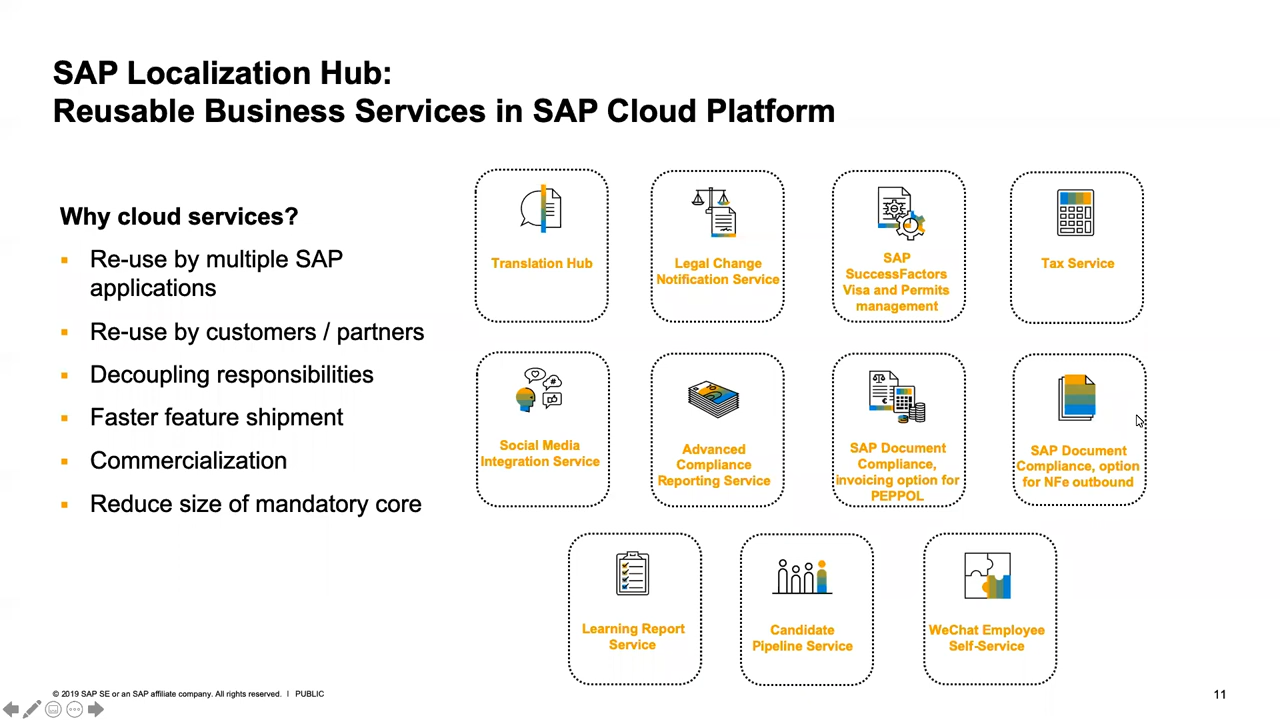 SAP Localization Hub:
Reusable Business Services in SAP Cloud Platform
Why cloud services?
Re-use by multiple SAP
applications
Re-use by customers / partners
Decoupling responsibilities
Faster feature shipment
Commercialization
Reduce size of mandatory core
Translation Hub
Legal Change
Notification Service
SAP
SuccessFactors
Visa and Permits
management
Tax Service
Social Media
Integration Service
Advanced
Compliance
Reporting Service
SAP Document
Compliance,
invoicing option for
PEPPOL
SAP Document
Compliance, option
for NFe outbound
Learning Report
Service
Candidate
Pipeline Service
WeChat Employee
Self-Service
© 2019 SAP SE or an SAP affiliate company. All rights reserved. I PUBLIC
11